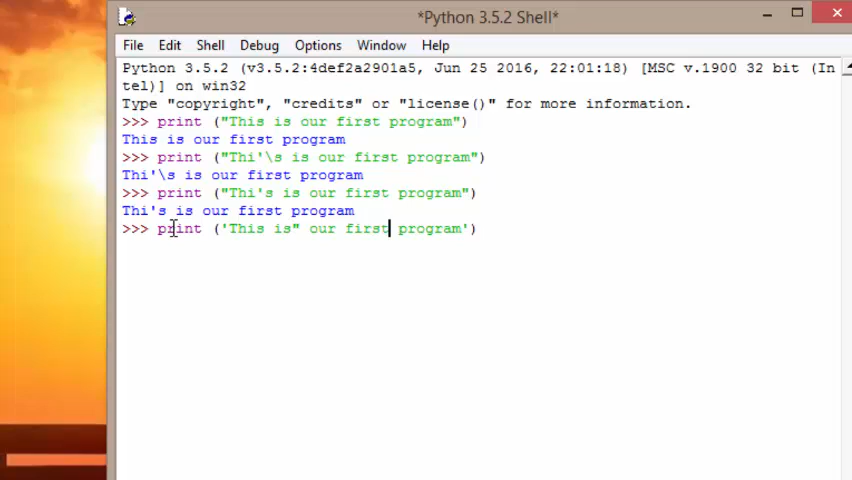 *Python 3.5.2 Shell*
File Edit Shell Debug Options Window Help
Python 3.5.2 (v3.5.2:4def2a2901a5, Jun 25 2016, 22:01:18) [MSC v.1900 32 bit (In
tel)] on win32
Type "copyright", "credits" or "license()" for more information.
>>> print ("This is our first program")
This is our first program
>>> print ("Thi'\s is our first program")
Thi'\s is our first program
>>> print ("Thi's is our first program")
Thi's is our first program
>>> print ('This is" our first program')